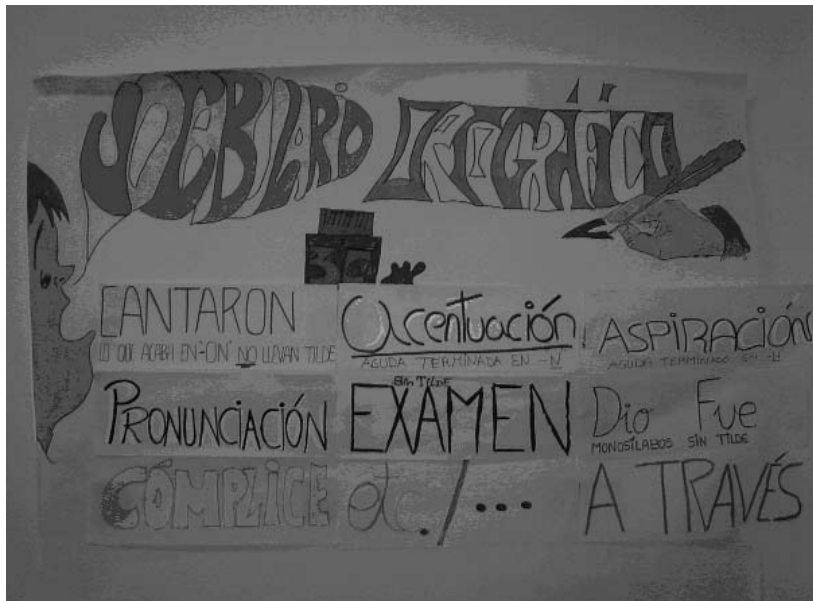 VOCABULARIO ORTOGRÁFICO
CANTARON
LO QUE ACABA EN-"ON" NO LLEVAN TILDE
Acentuación
AGUDA TERMINADA EN -N
ASPIRACIÓN
AGUDA TERMINADO EN -N
PRONUNCIACIÓN
SIN TILDE
EXAMEN
Dio Fue
MONOSÍLABOS SIN TILDE
CÓMPLICE
etc./...
A TRAVÉS